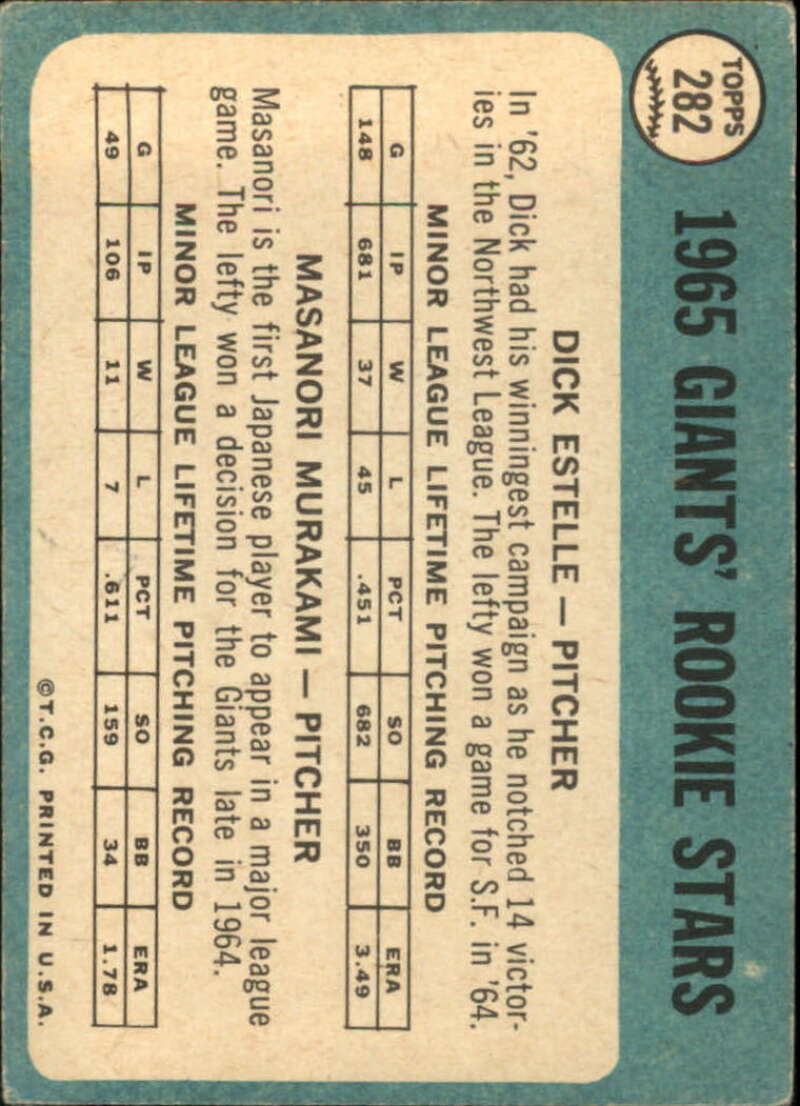 TOPPS
282
1965 GIANTS' ROOKIE STARS
DICK ESTELLE — PITCHER
In '62, Dick had his winningest campaign as he notched 14 victor-
ies in the Northwest League. The lefty won a game for S.F. in '64.
MINOR LEAGUE LIFETIME PITCHING RECORD
G IP W L PCT SO BB ERA
148 681 37 45 .451 682 350 3.49
MASANORI MURAKAMI — PITCHER
Masanori is the first Japanese player to appear in a major league
game. The lefty won a decision for the Giants late in 1964.
MINOR LEAGUE LIFETIME PITCHING RECORD
G IP W L PCT SO BB ERA
49 106 11 7 .611 159 34 1.78
©T.C.G. PRINTED IN U.S.A.